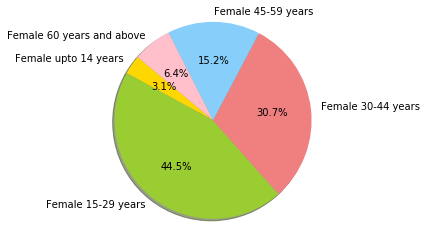 Female 45-59 years
Female 60 years and above
15.2%
Female upto 14 years
6.4%
3.1%
Female 30-44 years
30.7%
44.5%
Female 15-29 years